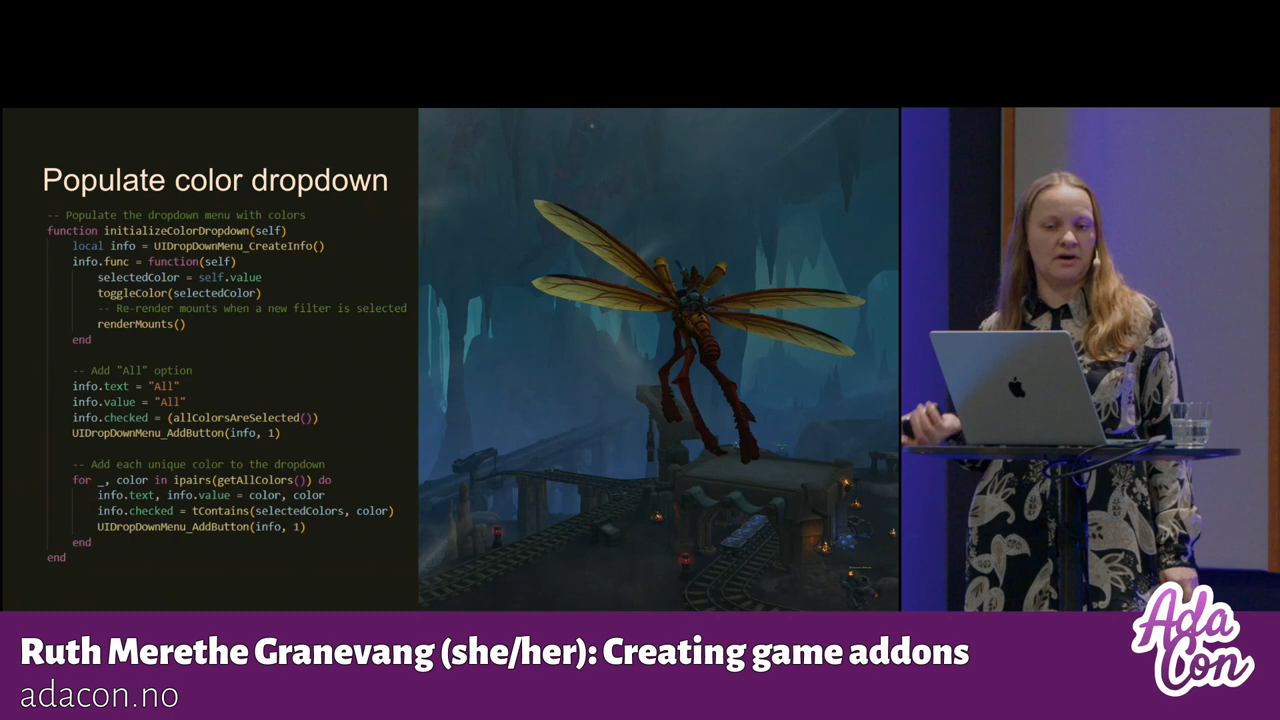 Populate color dropdown
-- Populate the dropdown menu with colors
function initializeColorDropdown(self)
local info = UIDropDownMenu_CreateInfo()
info.func = function(self)
selectedColor = self.value
toggleColor(selectedColor)
-- Re-render mounts when a new filter is selected
renderMounts()
end
-- Add "All" option
info.text = "All"
info.value = "All"
info.checked = (allColorsAreSelected())
UIDropDownMenu_AddButton(info, 1)
-- Add each unique color to the dropdown
for _, color in ipairs(getAllColors()) do
info.text, info.value = color, color
info.checked = tContains(selectedColors, color)
UIDropDownMenu_AddButton(info, 1)
end
end
Ruth Merethe Granevang (she/her): Creating game addons
adacon.no
Ada
Con